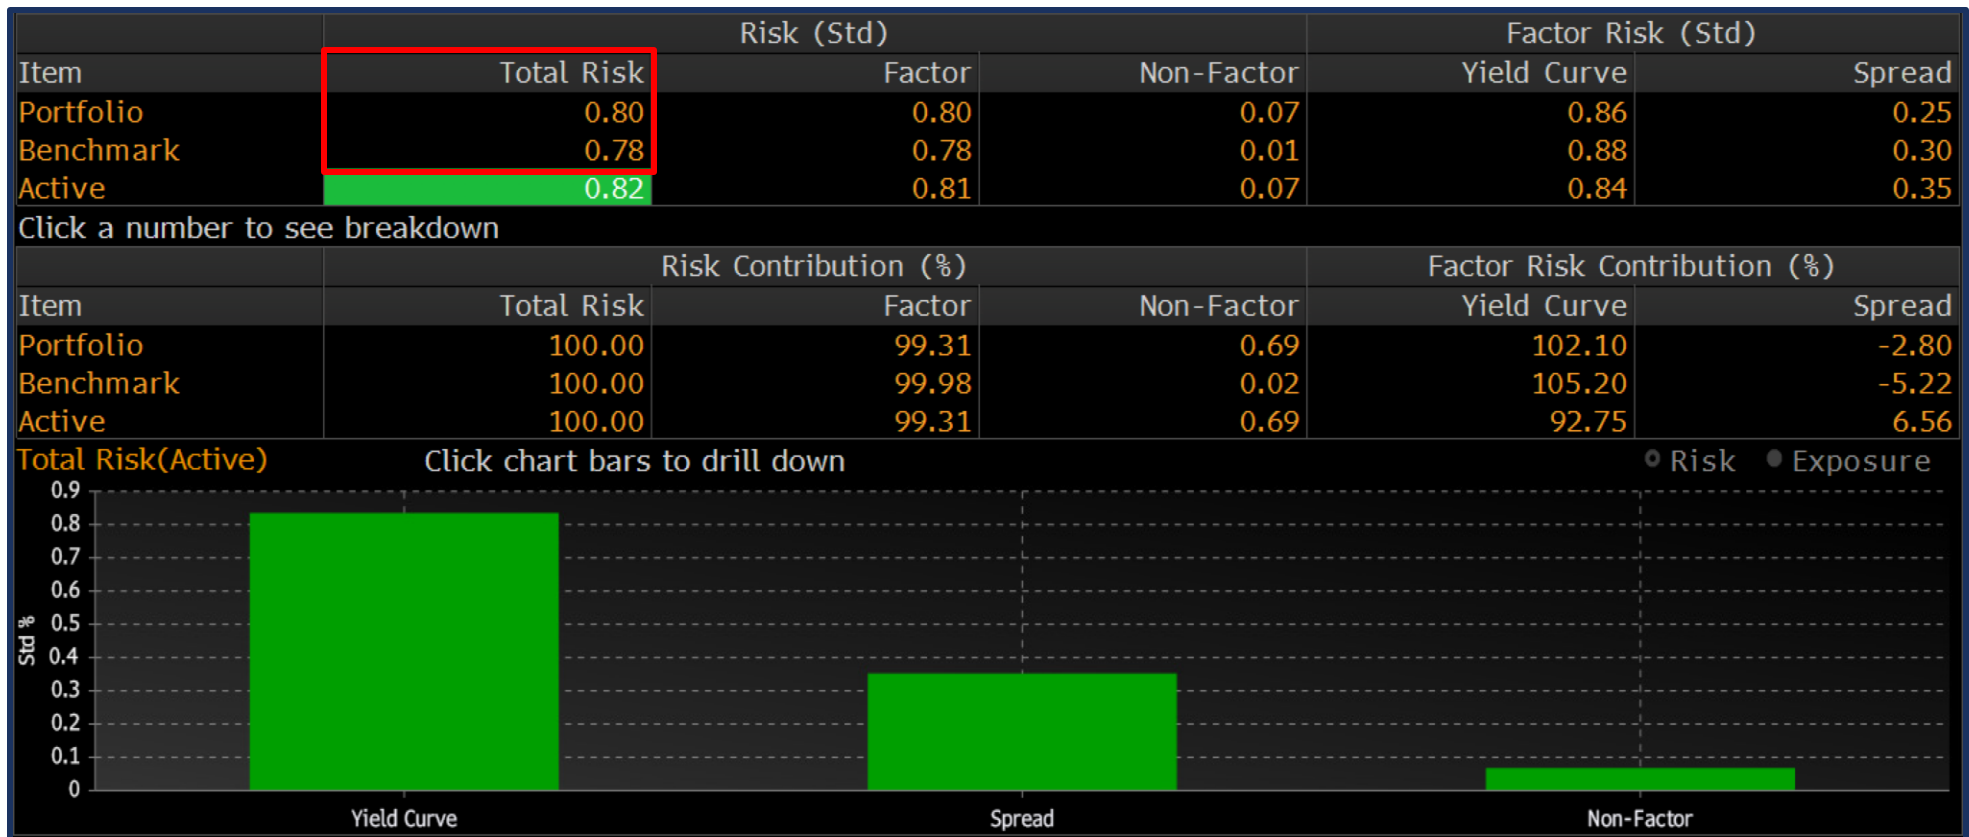 Risk (Std) Factor Risk (Std)
Item Total Risk Factor Non-Factor Yield Curve Spread
Portfolio 0.80 0.80 0.07 0.86 0.25
Benchmark 0.78 0.78 0.01 0.88 0.30
Active 0.82 0.81 0.07 0.84 0.35
Click a number to see breakdown
Risk Contribution (%) Factor Risk Contribution (%)
Item Total Risk Factor Non-Factor Yield Curve Spread
Portfolio 100.00 99.31 0.69 102.10 -2.80
Benchmark 100.00 99.98 0.02 105.20 -5.22
Active 100.00 99.31 0.69 92.75 6.56
Total Risk(Active) Click chart bars to drill down Risk Exposure
0.9
0.8
0.7
0.6
0.5
0.4
0.3
0.2
0.1
0
Std %
Yield Curve Spread Non-Factor